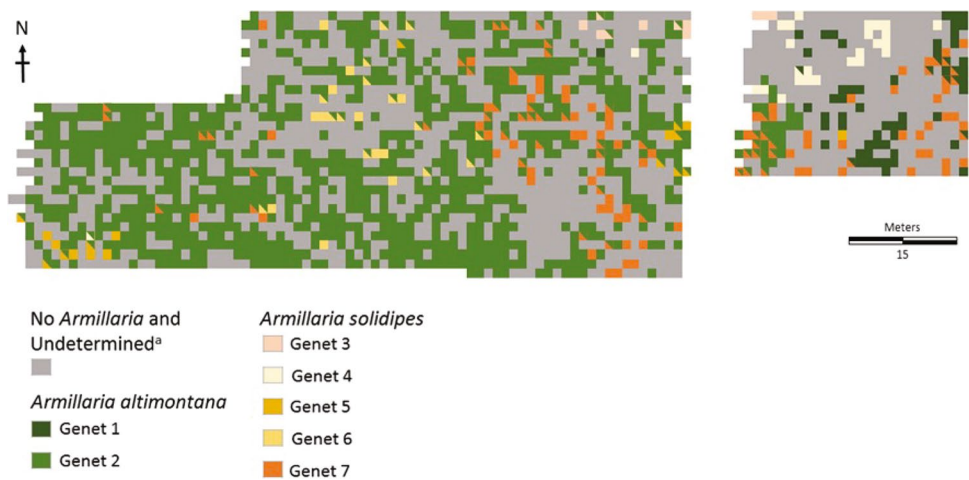 N
Meters
15
No Armillaria and
Undeterminedᵃ
Armillaria altimontana
Genet 1
Genet 2
Armillaria solidipes
Genet 3
Genet 4
Genet 5
Genet 6
Genet 7